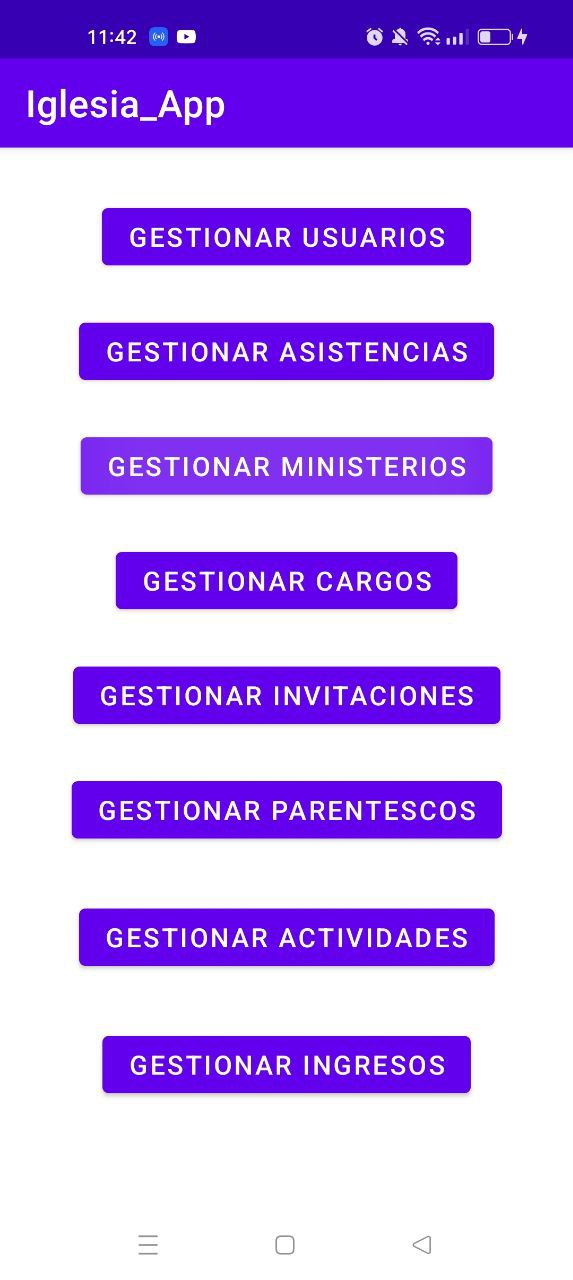 11:42
Iglesia_App
GESTIONAR USUARIOS
GESTIONAR ASISTENCIAS
GESTIONAR MINISTERIOS
GESTIONAR CARGOS
GESTIONAR INVITACIONES
GESTIONAR PARENTESCOS
GESTIONAR ACTIVIDADES
GESTIONAR INGRESOS